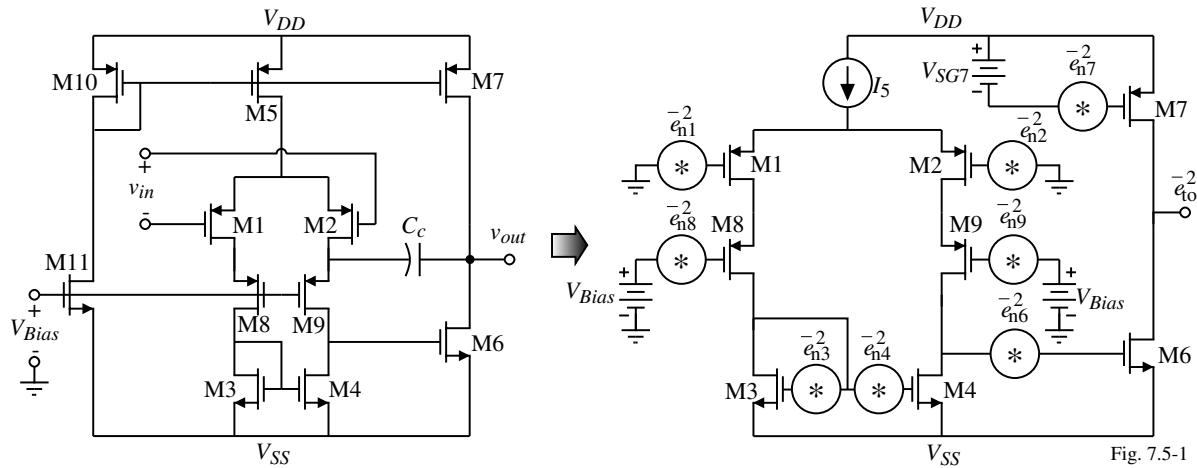 V_DD
M10
M5
M7
+
v_in
-
M1
M2
C_c
v_out
M11
+
V_Bias
-
M8
M9
M3
M4
M6
V_SS
V_DD
I_5
+
V_SG7
-
e_n7^2
*
M7
e_n1^2
*
M1
M2
e_n2^2
*
e_to^2
e_n8^2
*
M8
M9
e_n9^2
*
+
V_Bias
-
+
V_Bias
-
e_n3^2
*
e_n4^2
*
e_n6^2
*
M3
M4
M6
V_SS
Fig. 7.5-1